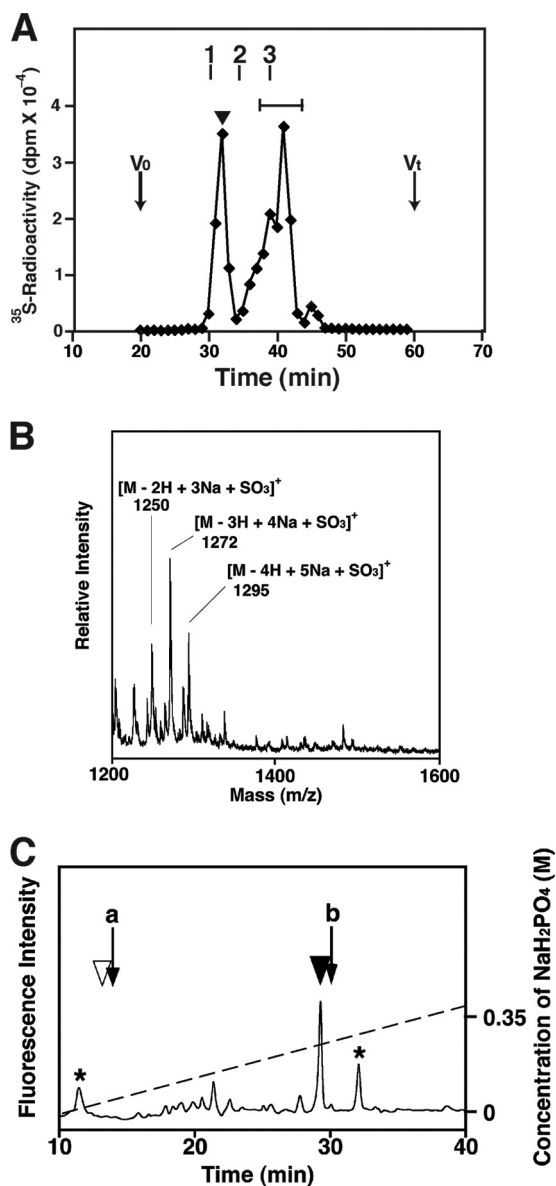 A
1 2 3
V₀
Vt
³⁵S-Radioactivity (dpm X 10⁻⁴)
4
3
2
1
0
10 20 30 40 50 60 70
Time (min)
B
[M - 2H + 3Na + SO₃]⁺
1250
[M - 3H + 4Na + SO₃]⁺
1272
[M - 4H + 5Na + SO₃]⁺
1295
Relative Intensity
1200 1400 1600
Mass (m/z)
C
a
b
*
*
Fluorescence Intensity
Concentration of NaH₂PO₄ (M)
0.35
0
10 20 30 40
Time (min)